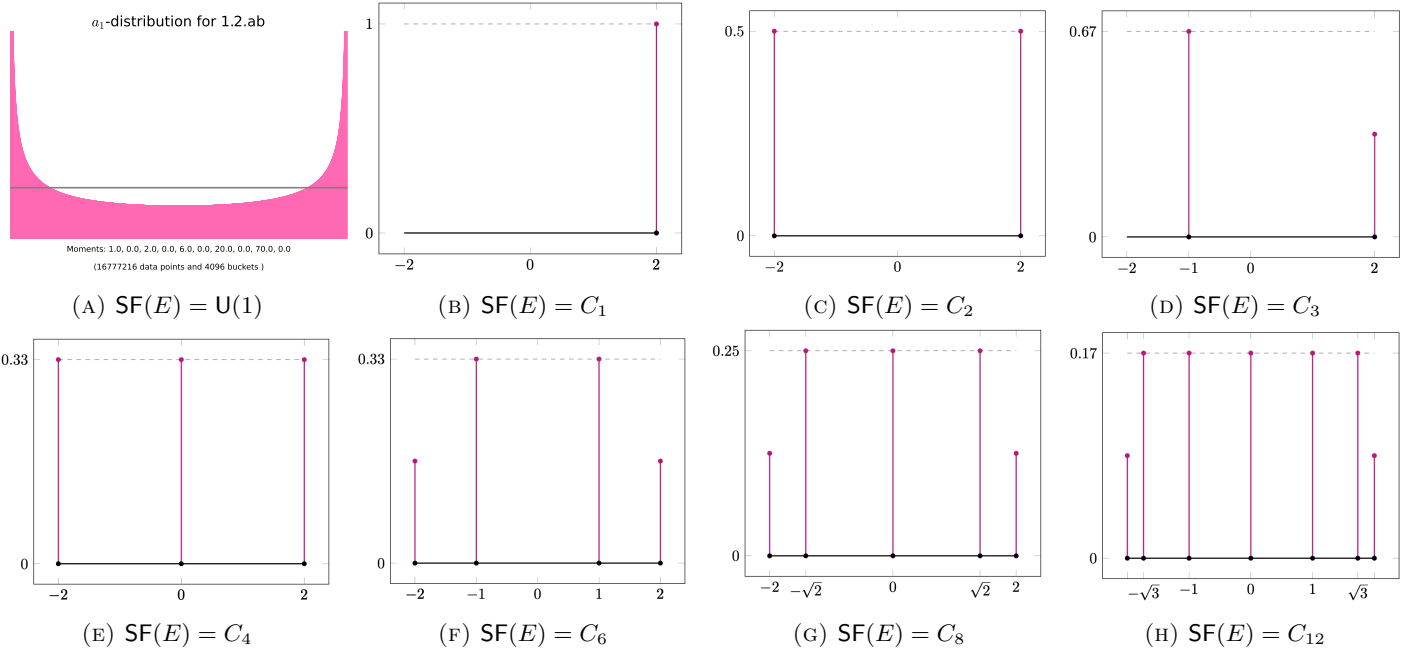 a₁-distribution for 1.2.ab
Moments: 1.0, 0.0, 2.0, 0.0, 6.0, 0.0, 20.0, 0.0, 70.0, 0.0
(16777216 data points and 4096 buckets )
(A) SF(E) = U(1)
1
0
−2 0 2
(B) SF(E) = C₁
0.5
0
−2 0 2
(C) SF(E) = C₂
0.67
0
−2 −1 0 2
(D) SF(E) = C₃
0.33
0
−2 0 2
(E) SF(E) = C₄
0.33
0
−2 −1 0 1 2
(F) SF(E) = C₆
0.25
0
−2 −√2 0 √2 2
(G) SF(E) = C₈
0.17
0
−√3 −1 0 1 √3
(H) SF(E) = C₁₂